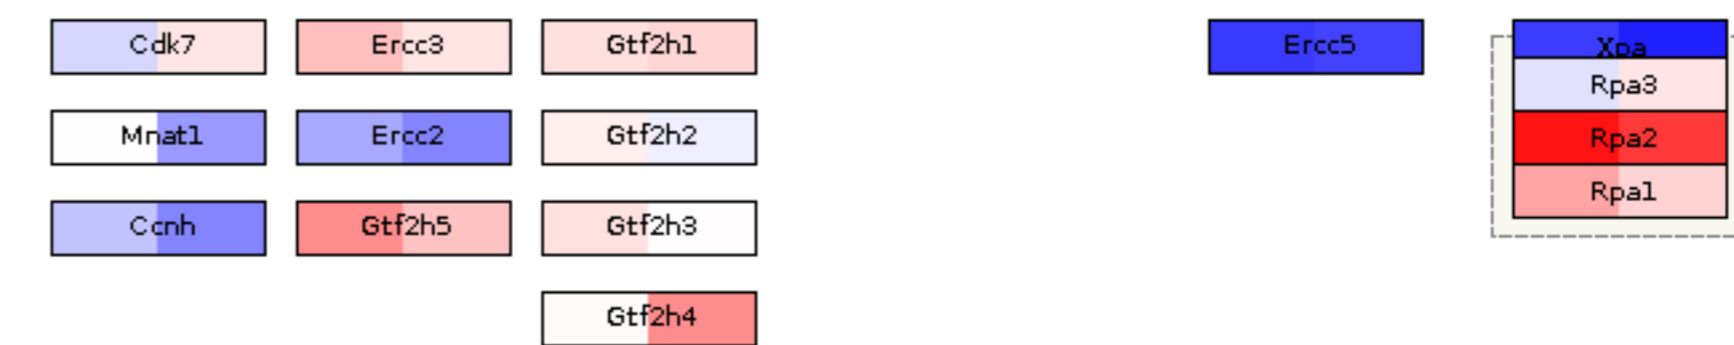 Cdk7 Ercc3 Gtf2h1 Ercc5 Xpa
Rpa3
Mnat1 Ercc2 Gtf2h2 Rpa2
Rpa1
Ccnh Gtf2h5 Gtf2h3
Gtf2h4